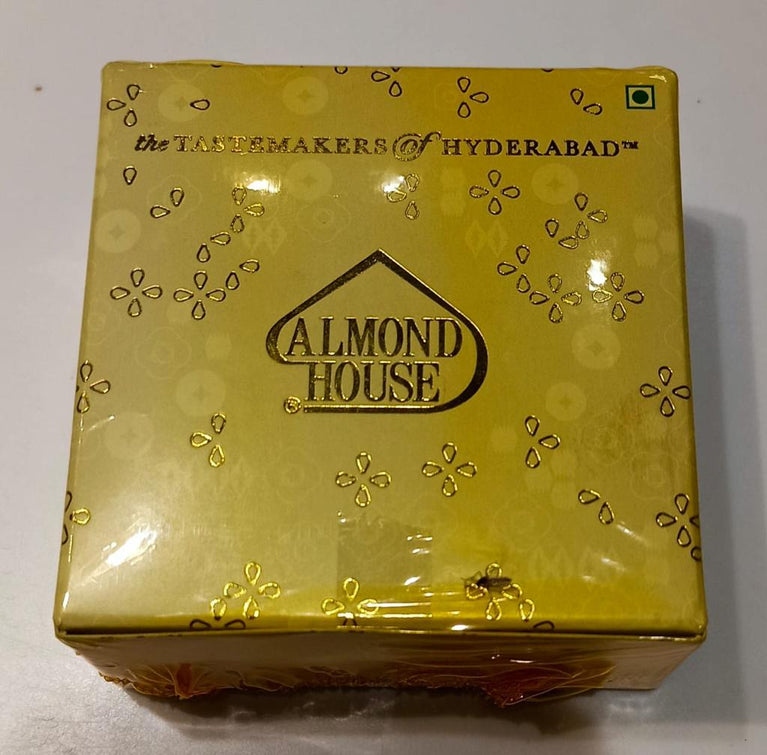 the TASTEMAKERS of HYDERABAD™
ALMOND
HOUSE
®